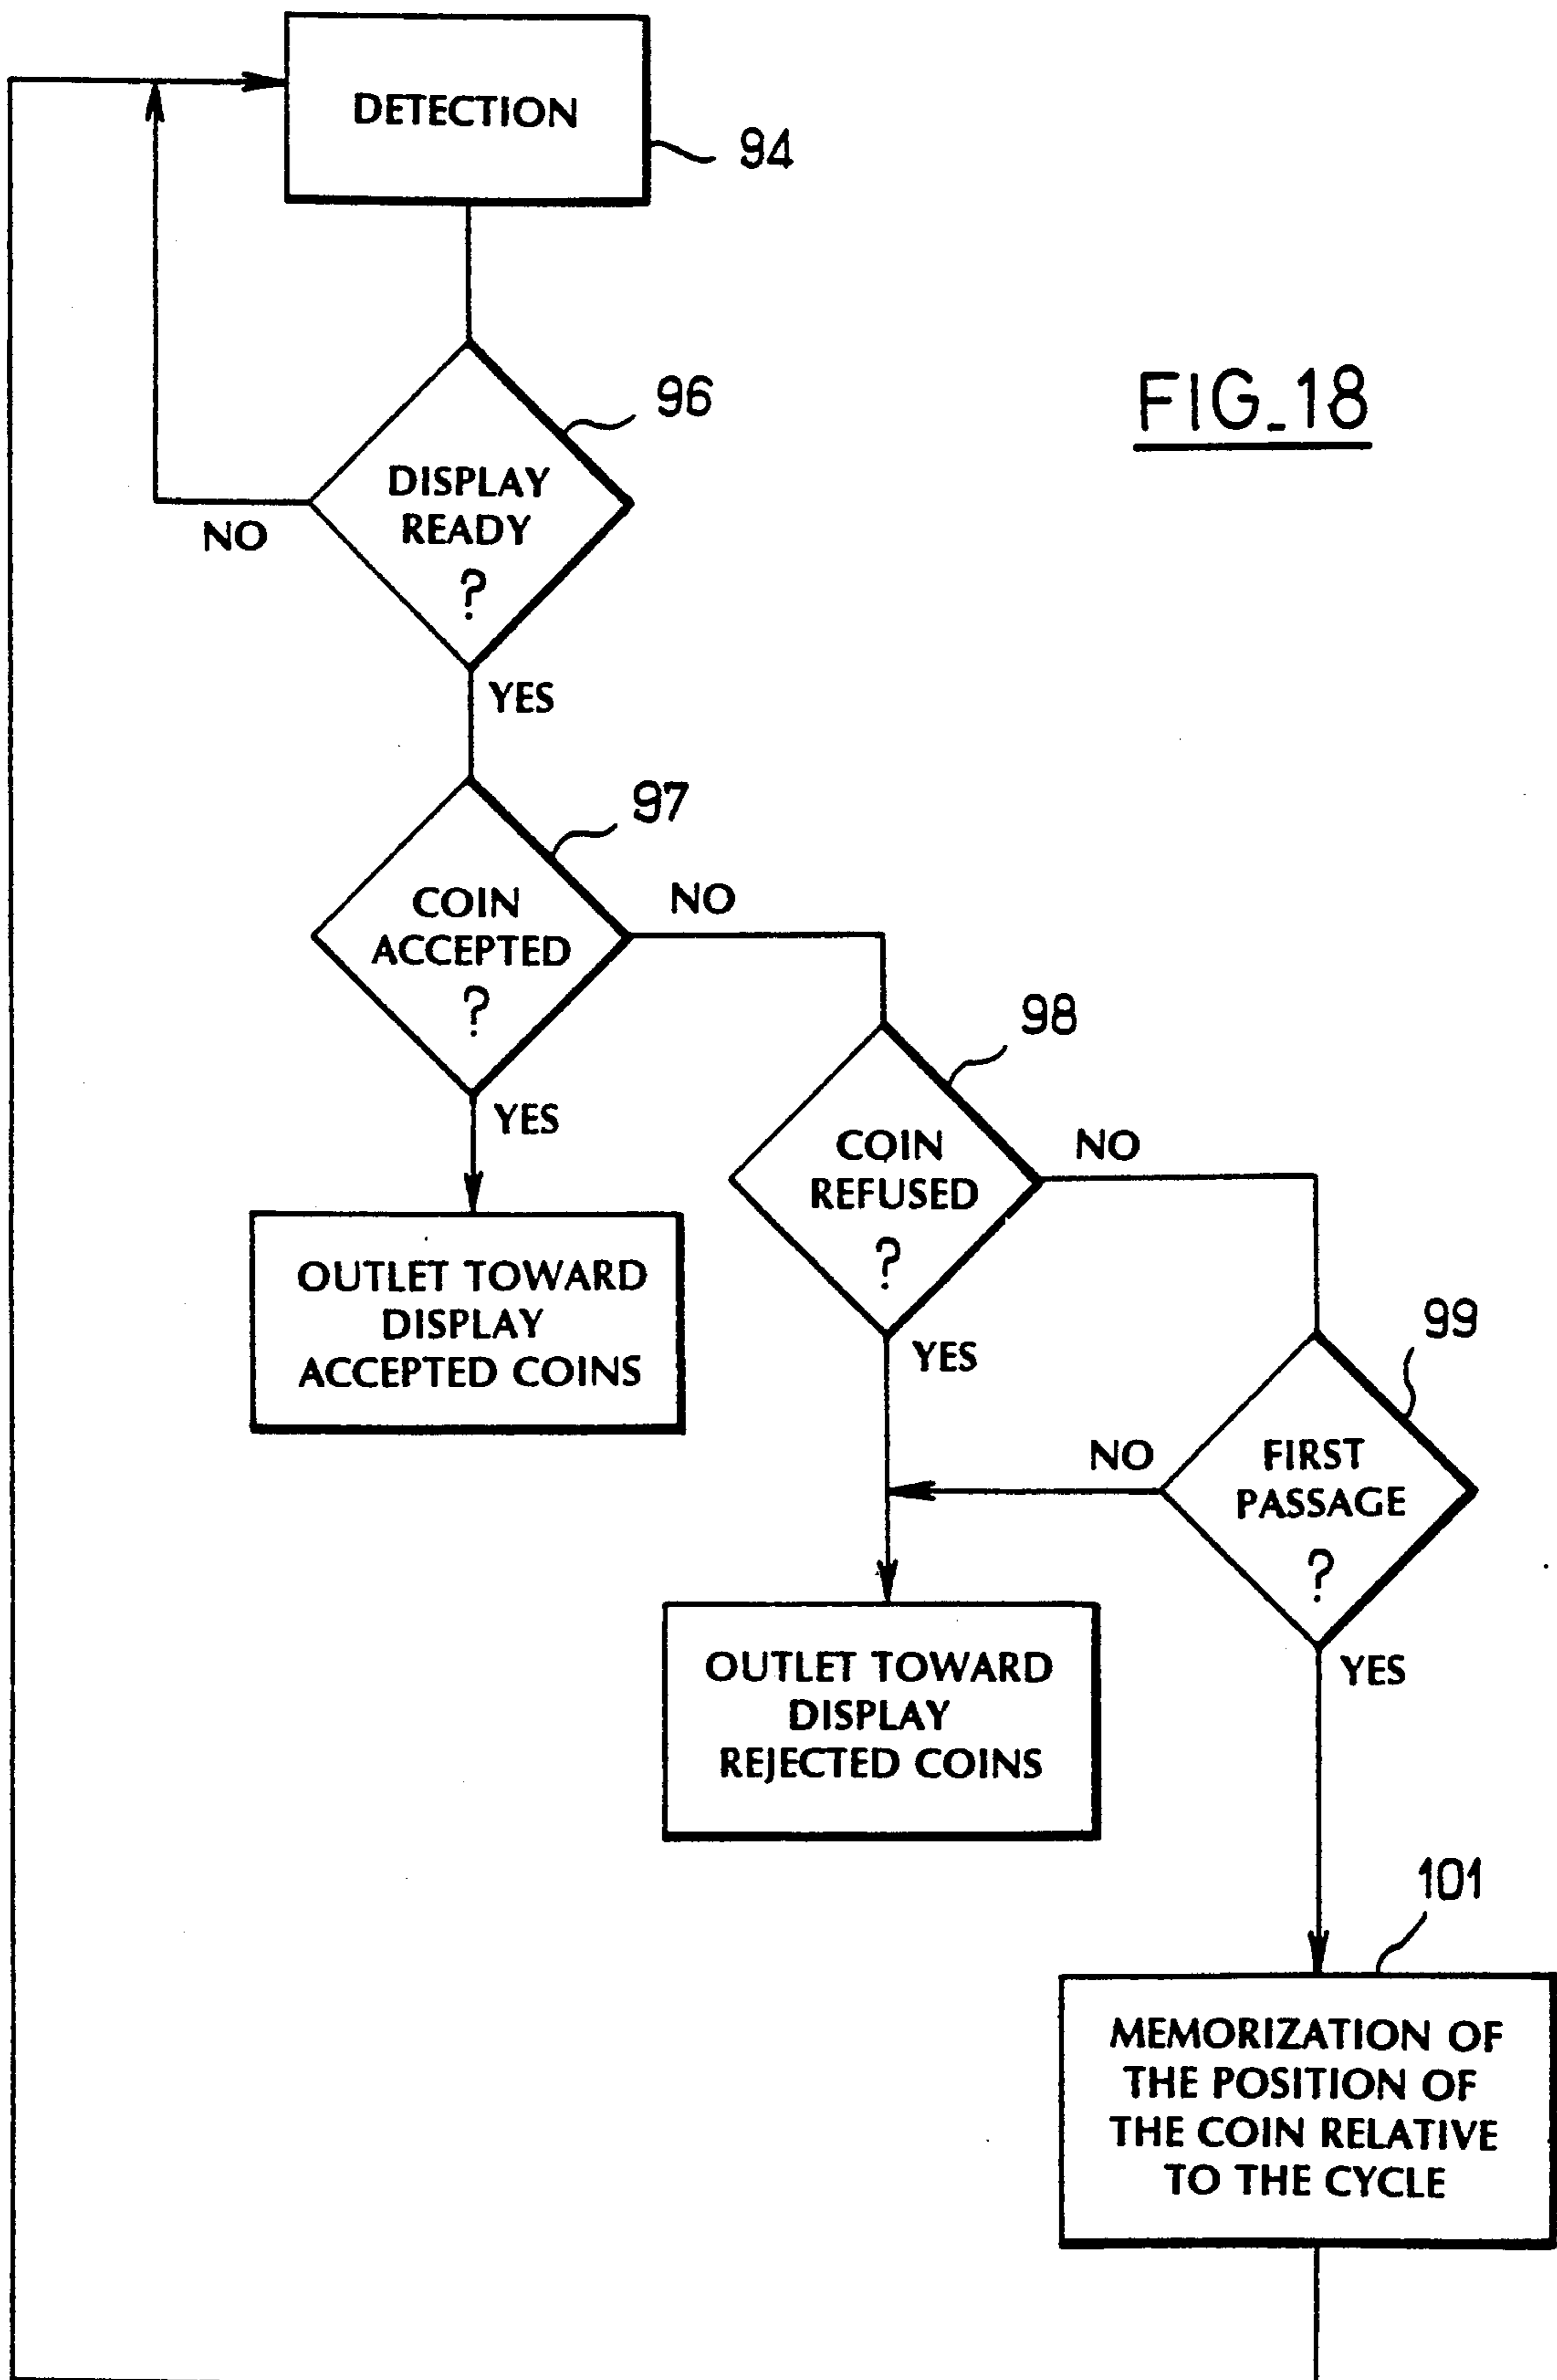 DETECTION
94
96
FIG_18
DISPLAY
READY
?
NO
YES
97
COIN
ACCEPTED
?
NO
YES
98
COIN
REFUSED
?
NO
YES
OUTLET TOWARD
DISPLAY
ACCEPTED COINS
99
FIRST
PASSAGE
?
NO
YES
OUTLET TOWARD
DISPLAY
REJECTED COINS
101
MEMORIZATION OF
THE POSITION OF
THE COIN RELATIVE
TO THE CYCLE